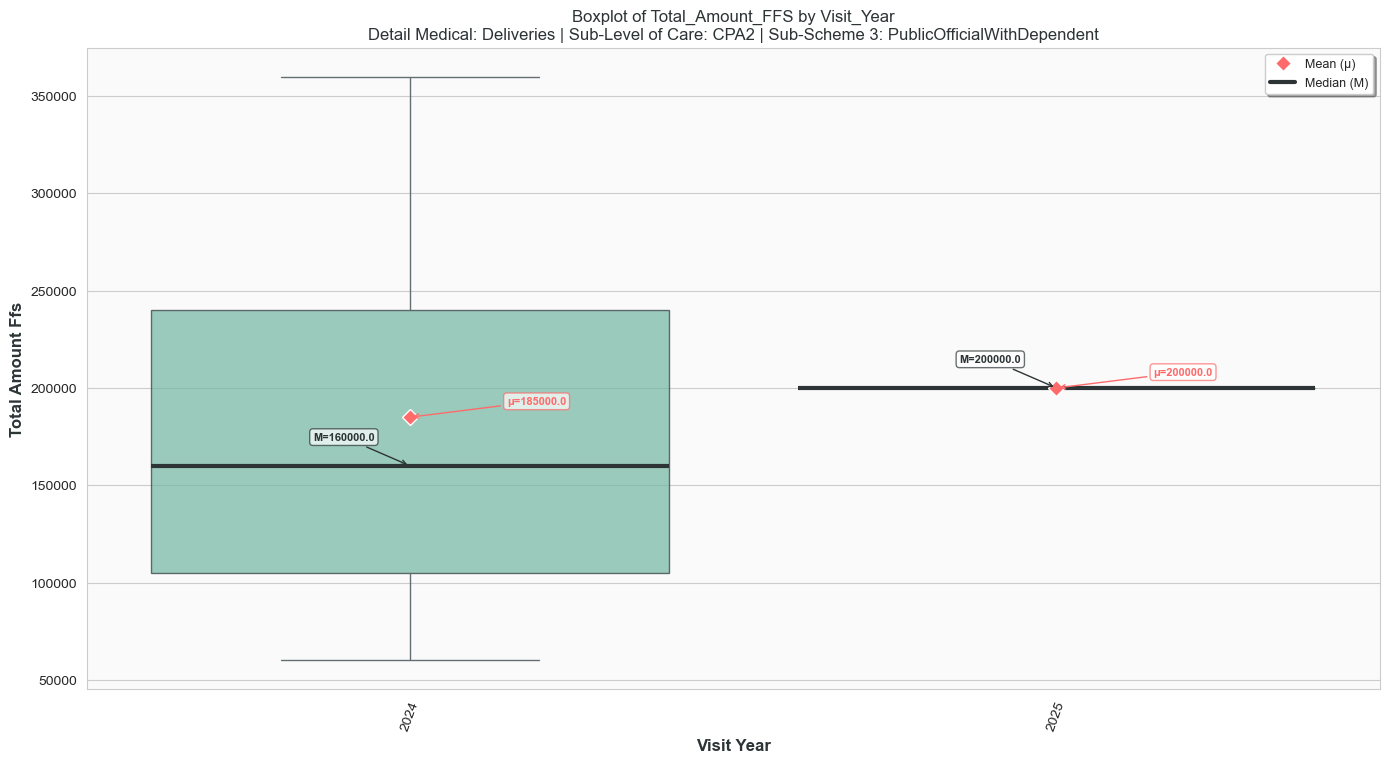 Boxplot of Total_Amount_FFS by Visit_Year
Detail Medical: Deliveries | Sub-Level of Care: CPA2 | Sub-Scheme 3: PublicOfficialWithDependent
Mean (μ)
Median (M)
Total Amount Ffs
350000
300000
250000
200000
150000
100000
50000
μ=185000.0
M=160000.0
M=200000.0
μ=200000.0
2024
2025
Visit Year